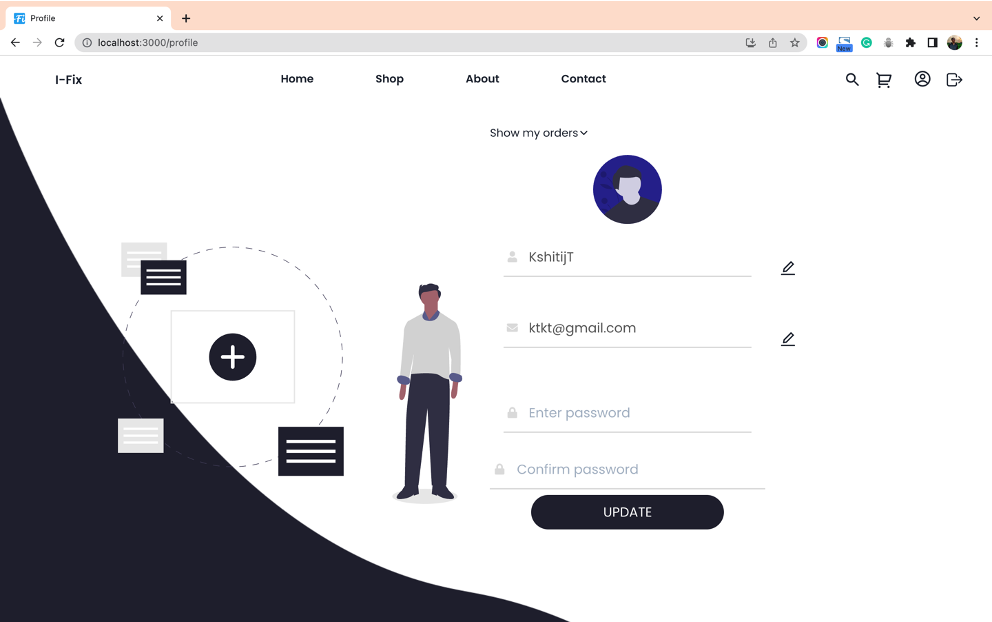 Profile
localhost:3000/profile
New
I-Fix
Home
Shop
About
Contact
Show my orders
KshitijT
ktkt@gmail.com
Enter password
Confirm password
UPDATE